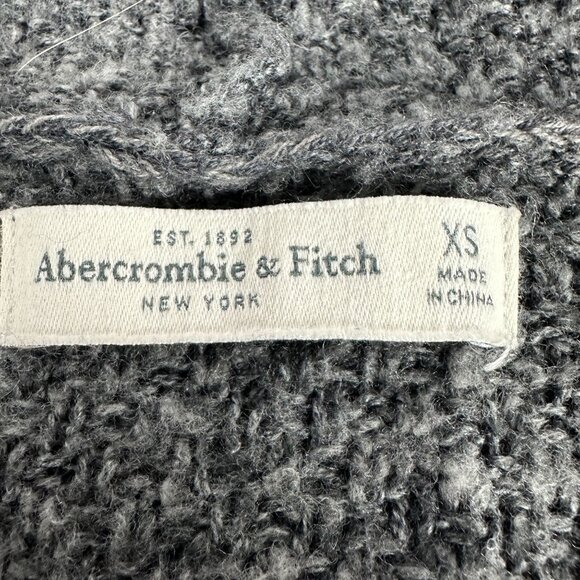 EST. 1892
Abercrombie & Fitch
NEW YORK
XS
MADE
IN CHINA